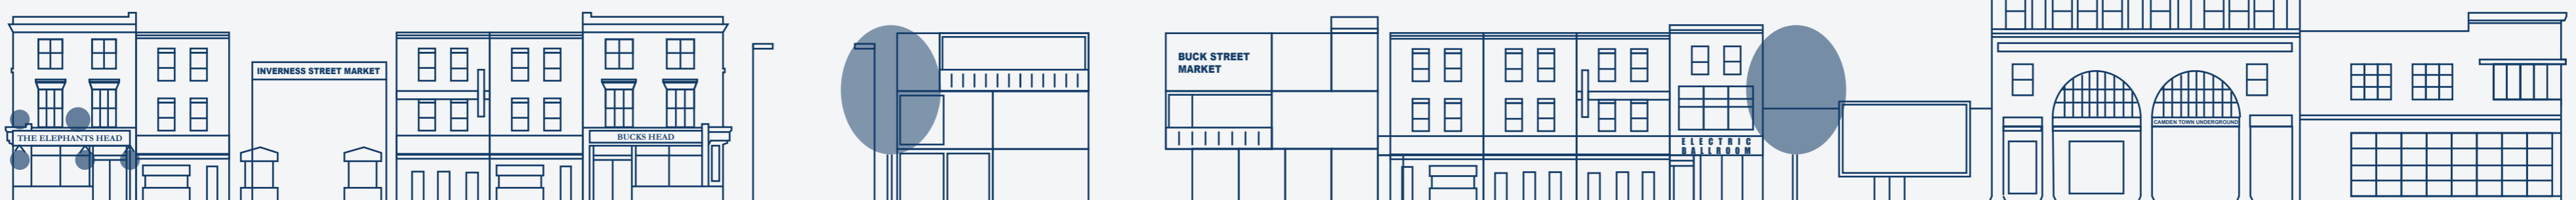 THE ELEPHANTS HEAD
INVERNESS STREET MARKET
BUCKS HEAD
BUCK STREET
MARKET
ELECTRIC
BALLROOM
CAMDEN TOWN UNDERGROUND